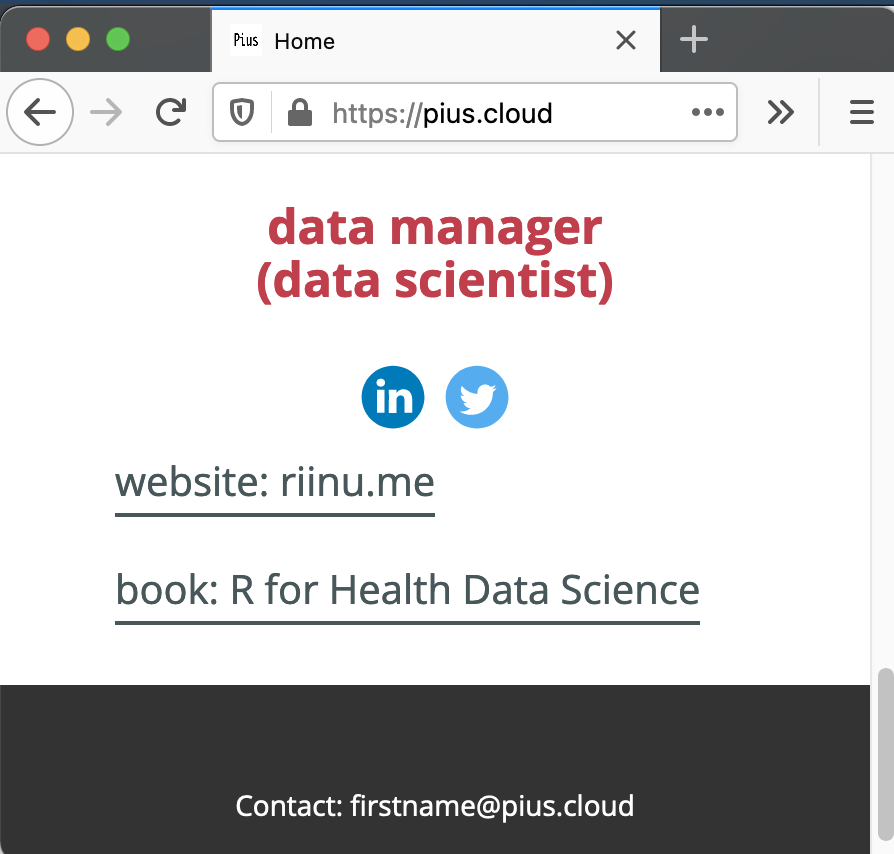 Pius Home
https://pius.cloud
data manager
(data scientist)
in
website: riinu.me
book: R for Health Data Science
Contact: firstname@pius.cloud